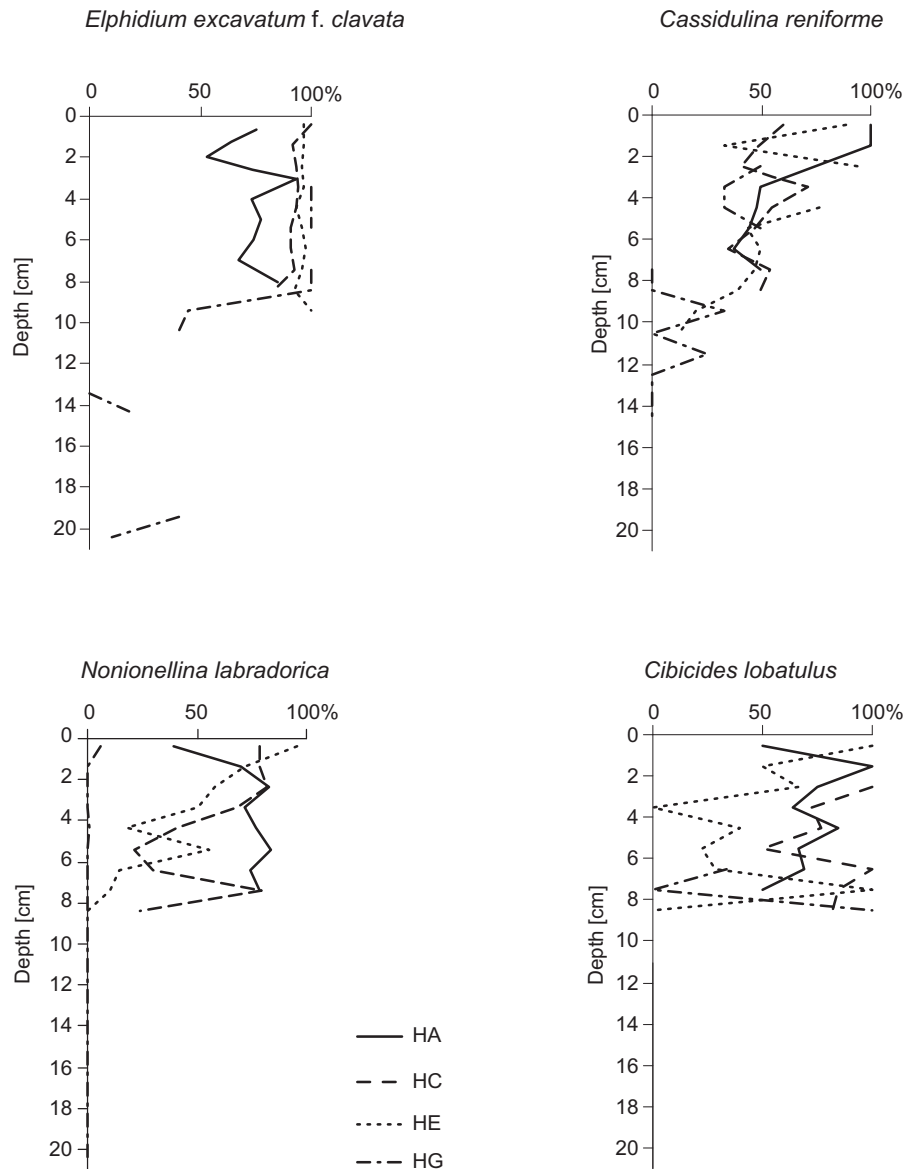 Elphidium excavatum f. clavata
0 50 100%
0
2
4
6
8
10
12
14
16
18
20
Depth [cm]
Cassidulina reniforme
0 50 100%
0
2
4
6
8
10
12
14
16
18
20
Depth [cm]
Nonionellina labradorica
0 50 100%
0
2
4
6
8
10
12
14
16
18
20
Depth [cm]
Cibicides lobatulus
0 50 100%
0
2
4
6
8
10
12
14
16
18
20
Depth [cm]
HA
HC
HE
HG